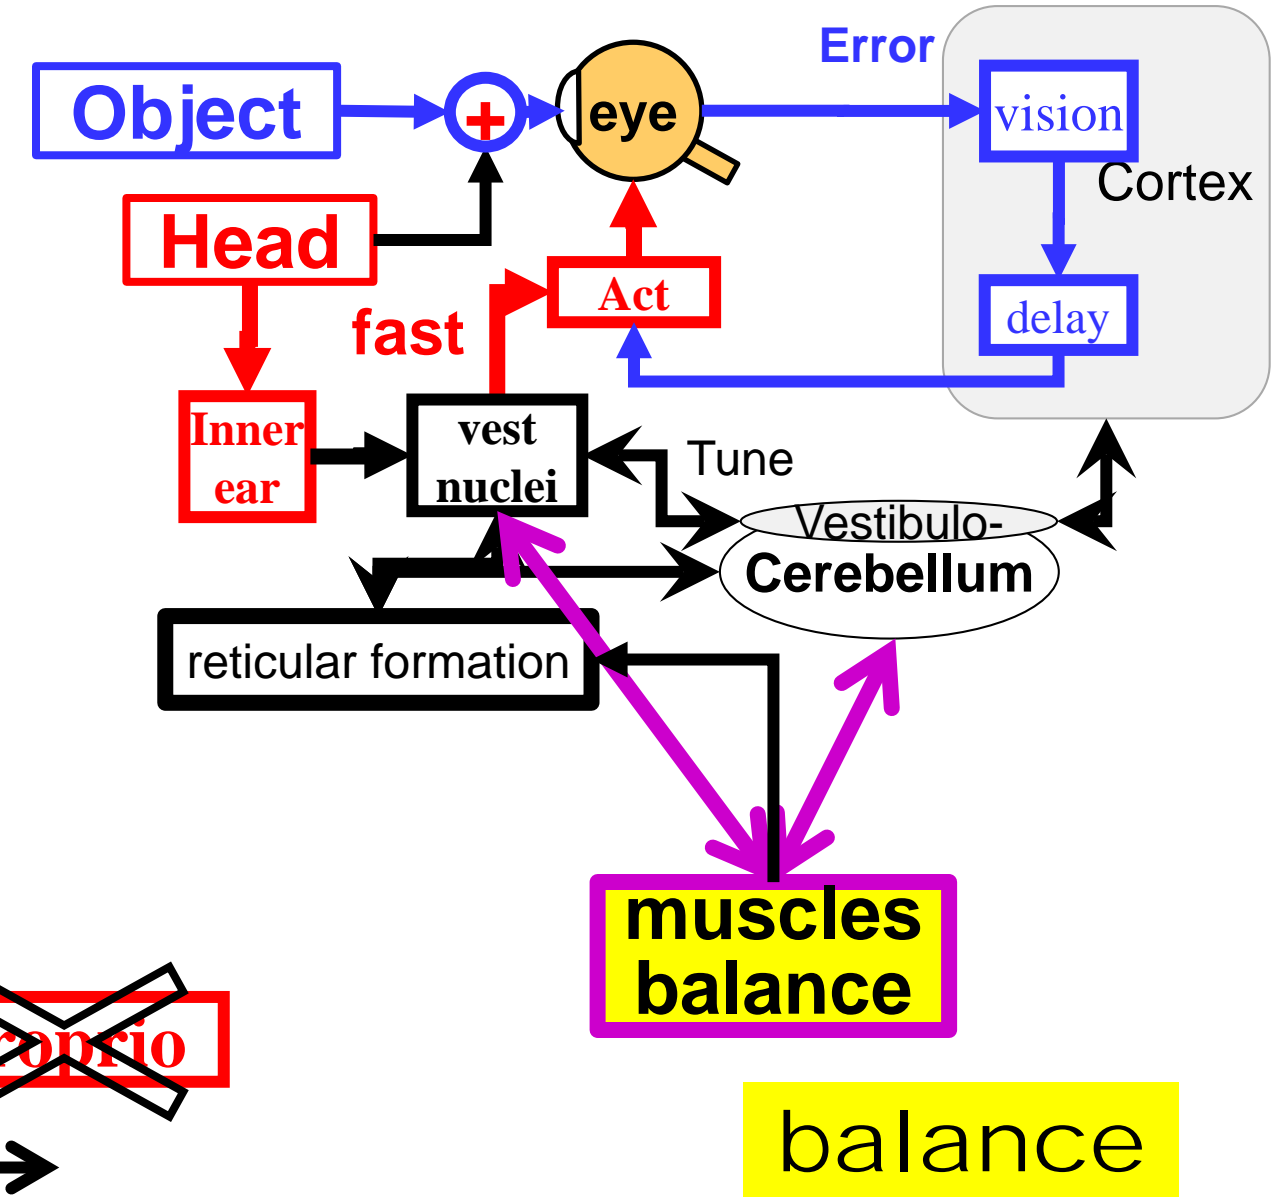 Error
Object
+
eye
vision
Cortex
Head
Act
delay
fast
Inner
ear
vest
nuclei
Tune
Vestibulo-
Cerebellum
reticular formation
muscles
balance
roprio
balance